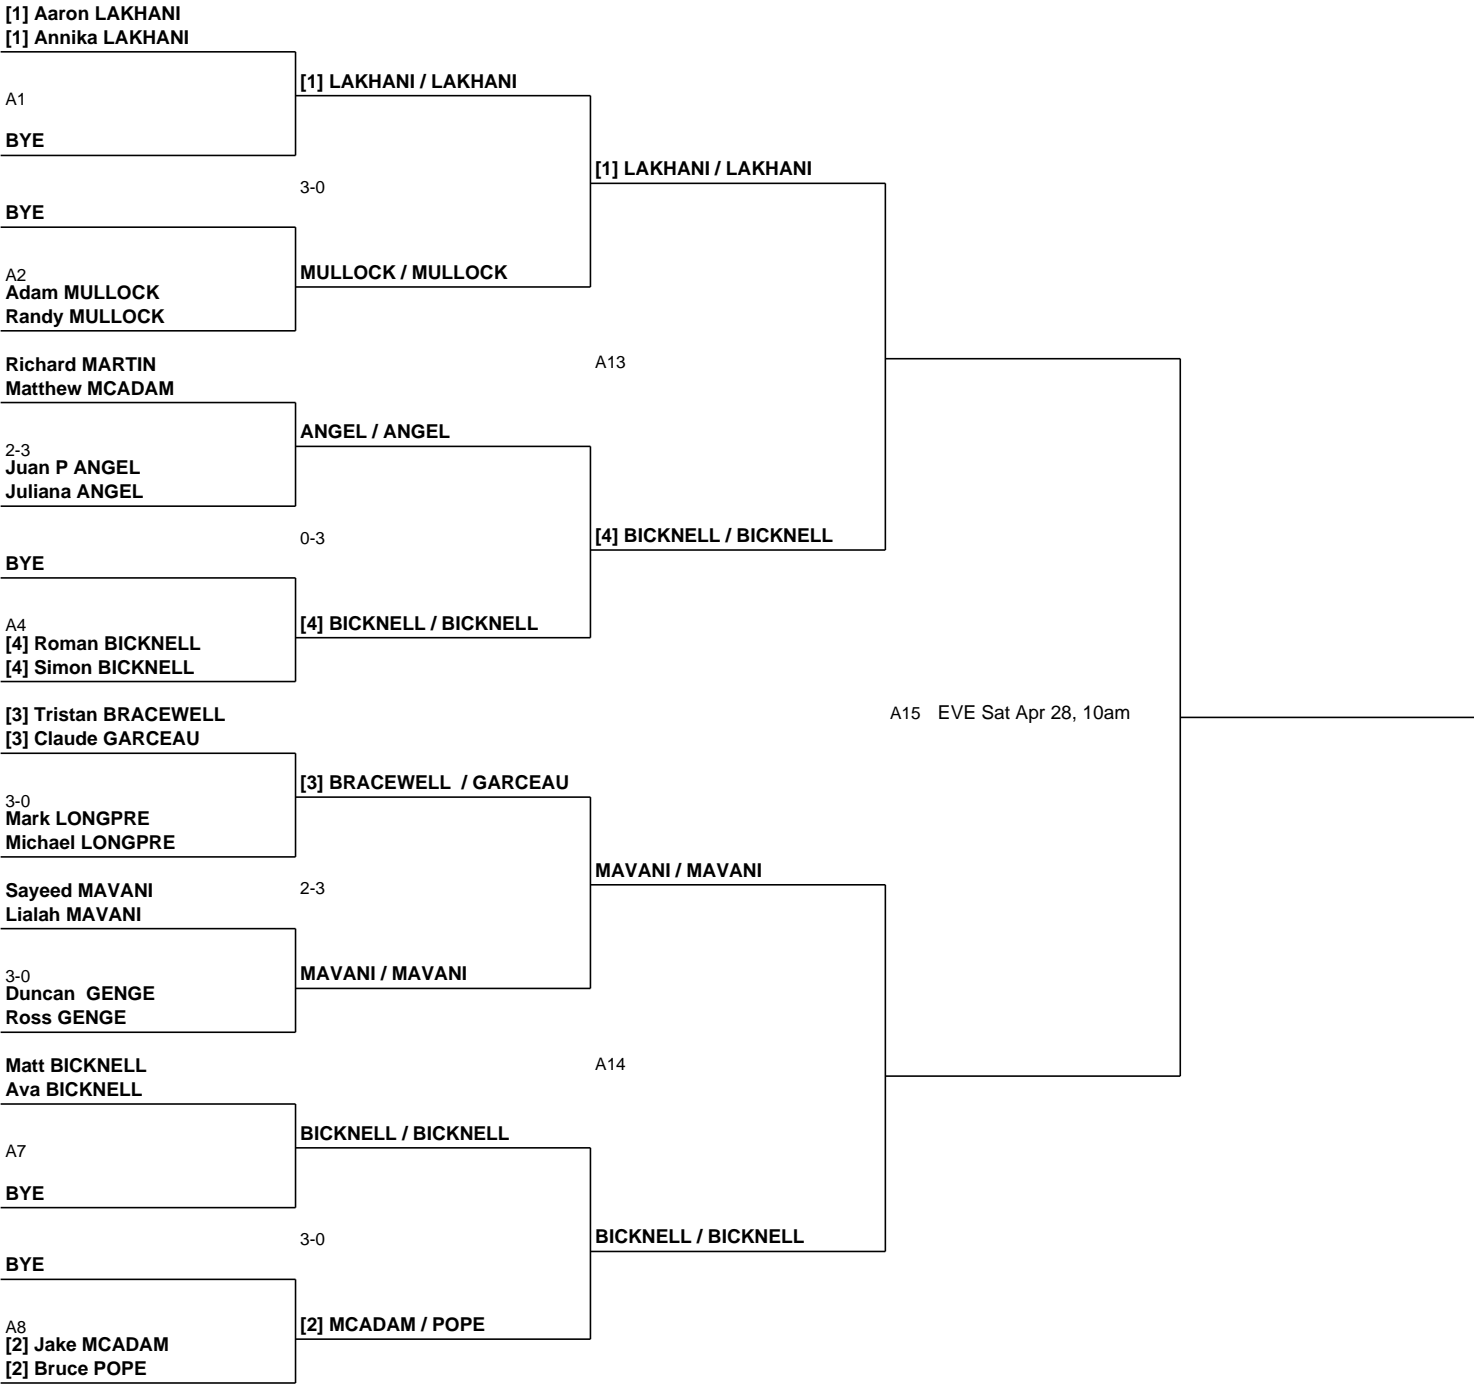 [1] Aaron LAKHANI
[1] Annika LAKHANI
A1
BYE
BYE
A2
Adam MULLOCK
Randy MULLOCK
Richard MARTIN
Matthew MCADAM
2-3
Juan P ANGEL
Juliana ANGEL
BYE
A4
[4] Roman BICKNELL
[4] Simon BICKNELL
[3] Tristan BRACEWELL
[3] Claude GARCEAU
3-0
Mark LONGPRE
Michael LONGPRE
Sayeed MAVANI
Lialah MAVANI
3-0
Duncan  GENGE
Ross GENGE
Matt BICKNELL
Ava BICKNELL
A7
BYE
BYE
A8
[2] Jake MCADAM
[2] Bruce POPE
[1] LAKHANI / LAKHANI
3-0
MULLOCK / MULLOCK
ANGEL / ANGEL
0-3
[4] BICKNELL / BICKNELL
[3] BRACEWELL  / GARCEAU
2-3
MAVANI / MAVANI
BICKNELL / BICKNELL
3-0
[2] MCADAM / POPE
[1] LAKHANI / LAKHANI
A13
[4] BICKNELL / BICKNELL
MAVANI / MAVANI
A14
BICKNELL / BICKNELL
A15 EVE Sat Apr 28, 10am